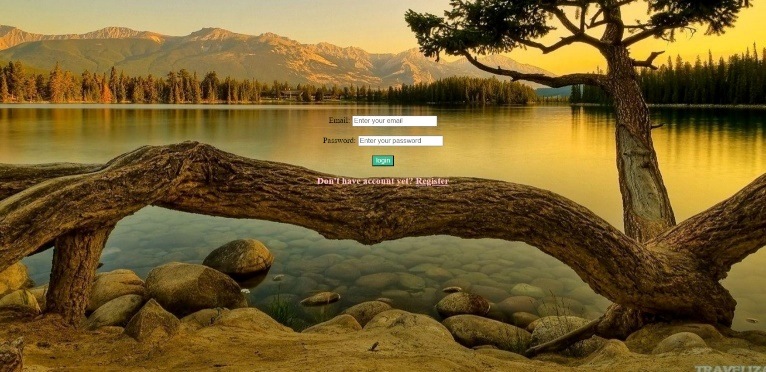 Email: Enter your email
Password: Enter your password
login
Don't have account yet? Register